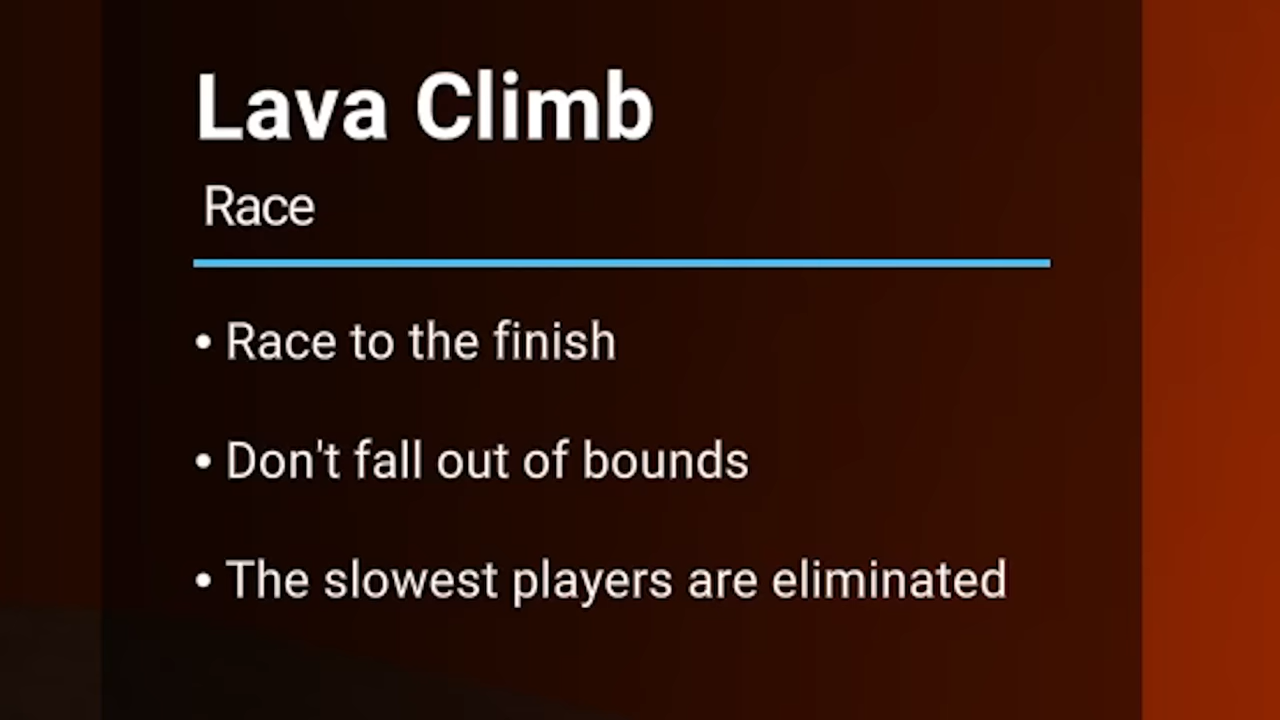 Lava Climb
Race
• Race to the finish
• Don't fall out of bounds
• The slowest players are eliminated